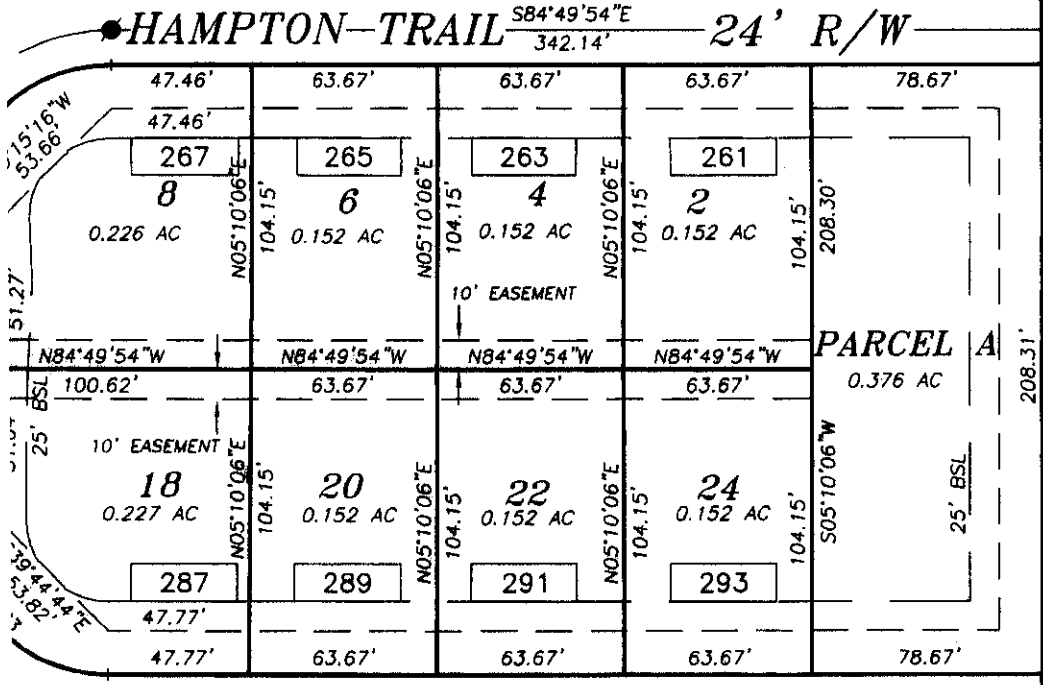 HAMPTON TRAIL S84°49'54"E 342.14' 24' R/W
47.46' 63.67' 63.67' 63.67' 78.67'
15'16"W
53.66'
47.46'
267 265 263 261
8 6 4 2
0.226 AC 0.152 AC 0.152 AC 0.152 AC
N05°10'06"E 104.15' N05°10'06"E 104.15' N05°10'06"E 104.15' 208.30'
51.27'
10' EASEMENT
N84°49'54"W N84°49'54"W N84°49'54"W N84°49'54"W
PARCEL A
0.376 AC
208.31'
100.62' 63.67' 63.67' 63.67'
25' BSL
10' EASEMENT
18 20 22 24
0.227 AC 0.152 AC 0.152 AC 0.152 AC
N05°10'06"E 104.15' N05°10'06"E 104.15' N05°10'06"E 104.15' 104.15' S05°10'06"W
25' BSL
39°44'44"E
53.82'
287 289 291 293
47.77'
47.77' 63.67' 63.67' 63.67' 78.67'